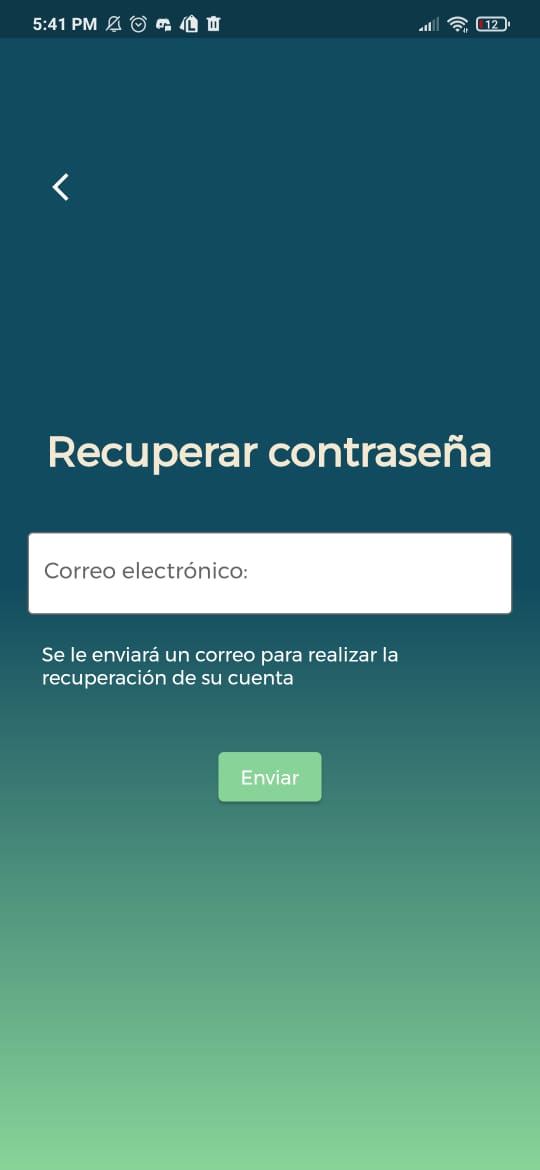 5:41 PM
12
Recuperar contraseña
Correo electrónico:
Se le enviará un correo para realizar la
recuperación de su cuenta
Enviar